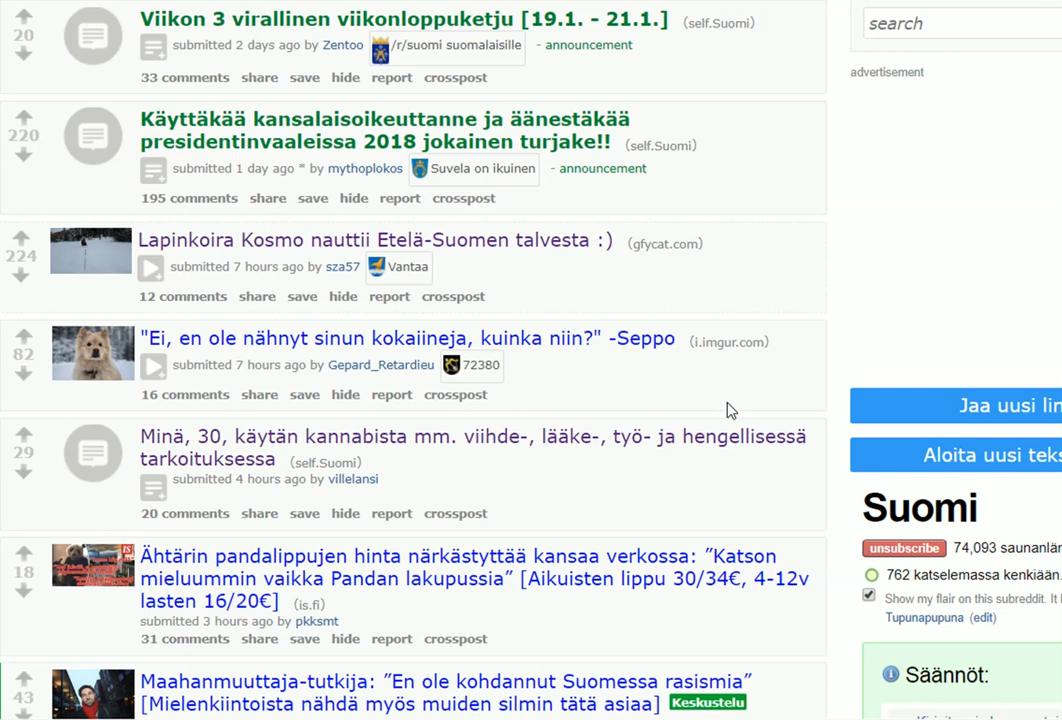 Viikon 3 virallinen viikonloppuketju [19.1. - 21.1.] (self.Suomi)
20
submitted 2 days ago by Zentoo /r/suomi suomalaisille - announcement
33 comments share save hide report crosspost
Käyttäkää kansalaisoikeuttanne ja äänestäkää
220
presidentinvaaleissa 2018 jokainen turjake!! (self.Suomi)
submitted 1 day ago * by mythoplokos Suvela on ikuinen - announcement
195 comments share save hide report crosspost
Lapinkoira Kosmo nauttii Etelä-Suomen talvesta :) (gfycat.com)
224
submitted 7 hours ago by sza57 Vantaa
12 comments share save hide report crosspost
"Ei, en ole nähnyt sinun kokaiineja, kuinka niin?" -Seppo (i.imgur.com)
82
submitted 7 hours ago by Gepard_Retardieu 72380
16 comments share save hide report crosspost
Minä, 30, käytän kannabista mm. viihde-, lääke-, työ- ja hengellisessä
29
tarkoituksessa (self.Suomi)
submitted 4 hours ago by villelansi
20 comments share save hide report crosspost
Ähtärin pandalippujen hinta närkästyttää kansaa verkossa: ”Katson
18
mieluummin vaikka Pandan lakupussia” [Aikuisten lippu 30/34€, 4-12v
lasten 16/20€] (is.fi)
submitted 3 hours ago by pkksmt
31 comments share save hide report crosspost
Maahanmuuttaja-tutkija: ”En ole kohdannut Suomessa rasismia”
43
[Mielenkiintoista nähdä myös muiden silmin tätä asiaa] Keskustelu
search
advertisement
Jaa uusi lin
Aloita uusi teks
Suomi
unsubscribe 74,093 saunanlär
762 katselemassa kenkiään.
Show my flair on this subreddit. It l
Tupunapupuna (edit)
Säännöt: